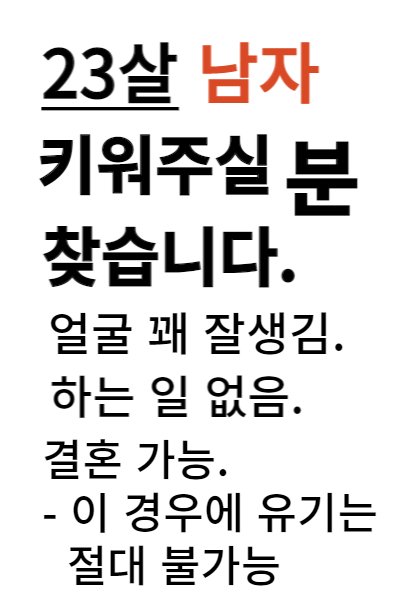 23살 남자
키워주실 분
찾습니다.
얼굴 꽤 잘생김.
하는 일 없음.
결혼 가능.
- 이 경우에 유기는
절대 불가능